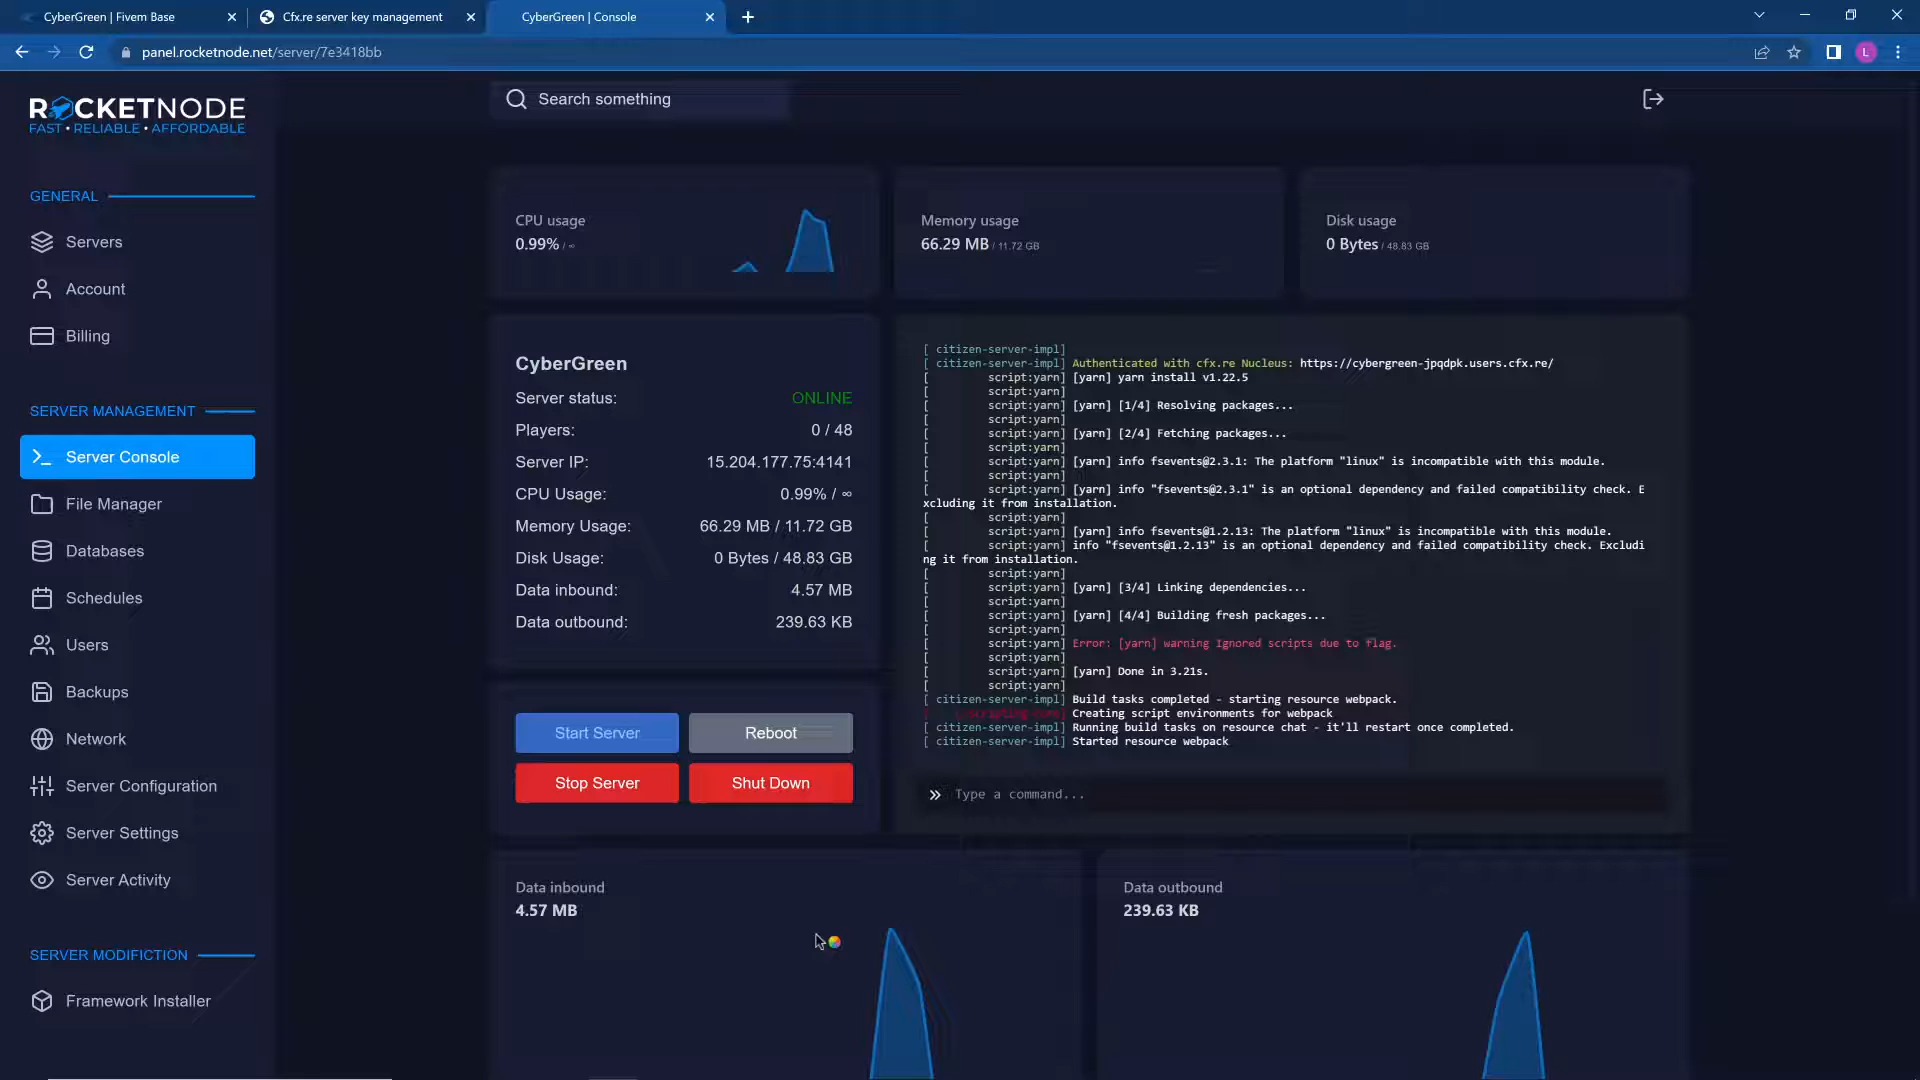 CyberGreen | Fivem Base
Cfx.re server key management
CyberGreen | Console
panel.rocketnode.net/server/7e3418bb
L
ROCKETNODE
FAST • RELIABLE • AFFORDABLE
Search something
GENERAL
Servers
Account
Billing
SERVER MANAGEMENT
Server Console
File Manager
Databases
Schedules
Users
Backups
Network
Server Configuration
Server Settings
Server Activity
SERVER MODIFICTION
Framework Installer
CPU usage
0.99% / ∞
Memory usage
66.29 MB / 11.72 GB
Disk usage
0 Bytes / 48.83 GB
CyberGreen
Server status: ONLINE
Players: 0 / 48
Server IP: 15.204.177.75:4141
CPU Usage: 0.99% / ∞
Memory Usage: 66.29 MB / 11.72 GB
Disk Usage: 0 Bytes / 48.83 GB
Data inbound: 4.57 MB
Data outbound: 239.63 KB
Start Server
Reboot
Stop Server
Shut Down
[ citizen-server-impl]
[ citizen-server-impl] Authenticated with cfx.re Nucleus: https://cybergreen-jpqdpk.users.cfx.re/
[ script:yarn] [yarn] yarn install v1.22.5
[ script:yarn]
[ script:yarn] [yarn] [1/4] Resolving packages...
[ script:yarn]
[ script:yarn] [yarn] [2/4] Fetching packages...
[ script:yarn]
[ script:yarn] [yarn] info fsevents@2.3.1: The platform "linux" is incompatible with this module.
[ script:yarn]
[ script:yarn] [yarn] info "fsevents@2.3.1" is an optional dependency and failed compatibility check. E
xcluding it from installation.
[ script:yarn]
[ script:yarn] [yarn] info fsevents@1.2.13: The platform "linux" is incompatible with this module.
[ script:yarn] info "fsevents@1.2.13" is an optional dependency and failed compatibility check. Excludi
ng it from installation.
[ script:yarn]
[ script:yarn] [yarn] [3/4] Linking dependencies...
[ script:yarn]
[ script:yarn] [yarn] [4/4] Building fresh packages...
[ script:yarn]
[ script:yarn] Error: [yarn] warning Ignored scripts due to flag.
[ script:yarn]
[ script:yarn] [yarn] Done in 3.21s.
[ script:yarn]
[ citizen-server-impl] Build tasks completed - starting resource webpack.
Creating script environments for webpack
[ citizen-server-impl] Running build tasks on resource chat - it'll restart once completed.
[ citizen-server-impl] Started resource webpack
Type a command...
Data inbound
4.57 MB
Data outbound
239.63 KB